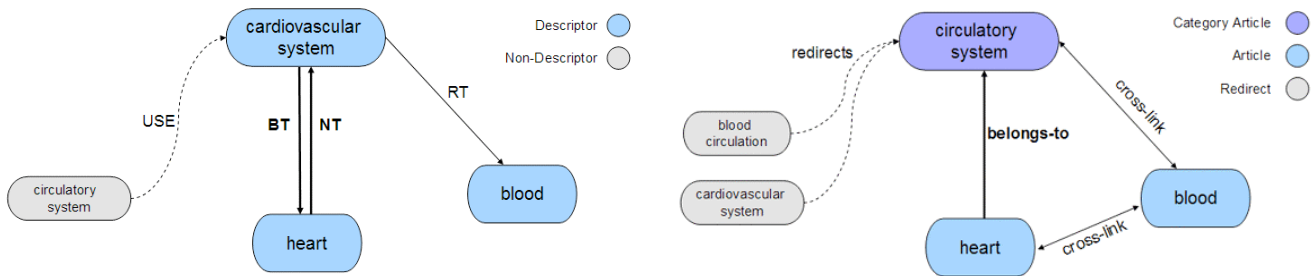 cardiovascular
system
Descriptor
Non-Descriptor
USE
BT
NT
RT
circulatory
system
blood
heart
circulatory
system
Category Article
Article
Redirect
redirects
cross-link
blood
circulation
belongs-to
cardiovascular
system
blood
heart
cross-link